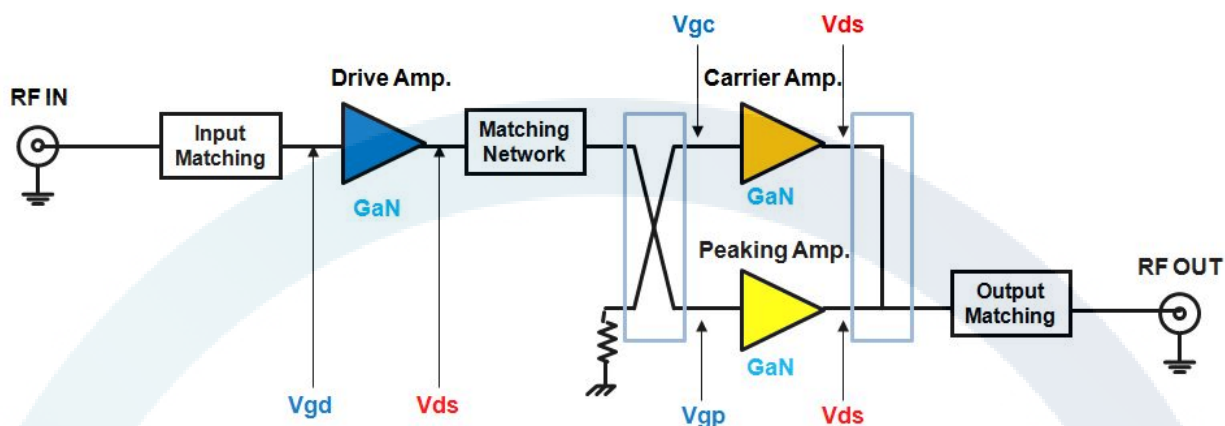 Vgc
Vds
Drive Amp.
Carrier Amp.
RF IN
Input
Matching
Matching
Network
GaN
GaN
Peaking Amp.
RF OUT
Output
Matching
GaN
Vgd
Vds
Vgp
Vds